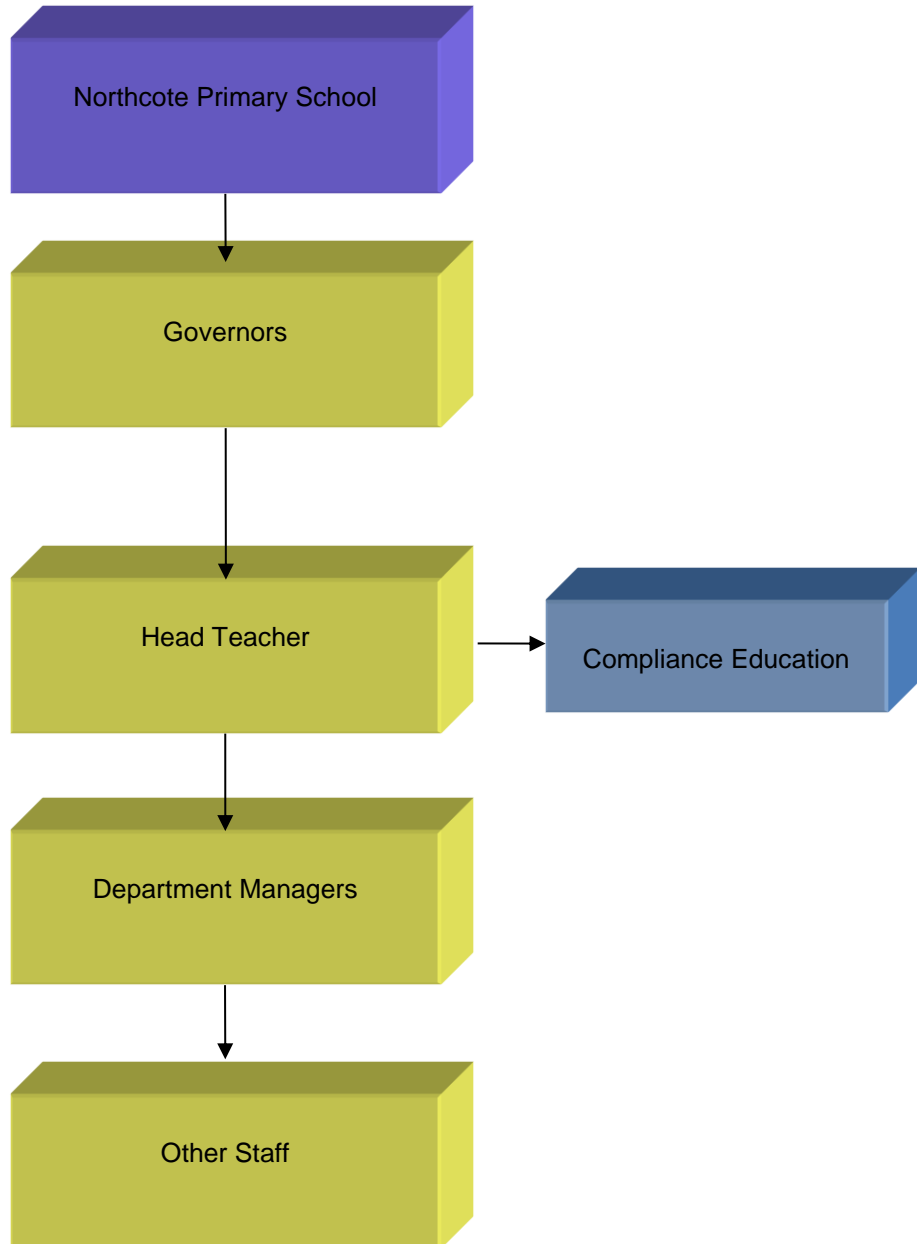 Northcote Primary School
Governors
Head Teacher
Compliance Education
Department Managers
Other Staff